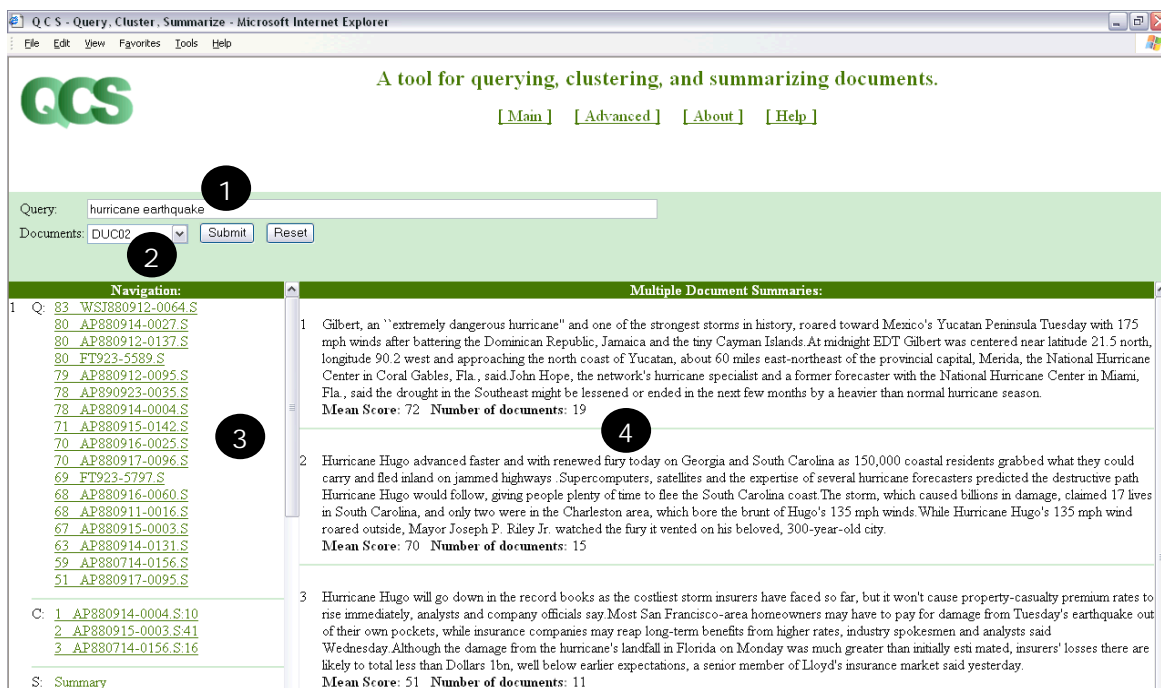 Q C S - Query, Cluster, Summarize - Microsoft Internet Explorer
File Edit View Favorites Tools Help
QCS
A tool for querying, clustering, and summarizing documents.
[ Main ] [ Advanced ] [ About ] [ Help ]
1
Query: hurricane earthquake
Documents: DUC02 Submit Reset
2
Navigation:
1 Q: 83 WSJ880912-0064.S
80 AP880914-0027.S
80 AP880912-0137.S
80 FT923-5589.S
79 AP880912-0095.S
78 AP890923-0035.S
78 AP880914-0004.S
71 AP880915-0142.S
70 AP880916-0025.S
70 AP880917-0096.S
69 FT923-5797.S
68 AP880916-0060.S
68 AP880911-0016.S
67 AP880915-0003.S
63 AP880914-0131.S
59 AP880714-0156.S
51 AP880917-0095.S
3
C: 1 AP880914-0004.S:10
2 AP880915-0003.S:41
3 AP880714-0156.S:16
S: Summary
Multiple Document Summaries:
1 Gilbert, an ``extremely dangerous hurricane'' and one of the strongest storms in history, roared toward Mexico's Yucatan Peninsula Tuesday with 175
mph winds after battering the Dominican Republic, Jamaica and the tiny Cayman Islands.At midnight EDT Gilbert was centered near latitude 21.5 north,
longitude 90.2 west and approaching the north coast of Yucatan, about 60 miles east-northeast of the provincial capital, Merida, the National Hurricane
Center in Coral Gables, Fla., said.John Hope, the network's hurricane specialist and a former forecaster with the National Hurricane Center in Miami,
Fla., said the drought in the Southeast might be lessened or ended in the next few months by a heavier than normal hurricane season.
Mean Score: 72 Number of documents: 19
4
2 Hurricane Hugo advanced faster and with renewed fury today on Georgia and South Carolina as 150,000 coastal residents grabbed what they could
carry and fled inland on jammed highways .Supercomputers, satellites and the expertise of several hurricane forecasters predicted the destructive path
Hurricane Hugo would follow, giving people plenty of time to flee the South Carolina coast.The storm, which caused billions in damage, claimed 17 lives
in South Carolina, and only two were in the Charleston area, which bore the brunt of Hugo's 135 mph winds.While Hurricane Hugo's 135 mph wind
roared outside, Mayor Joseph P. Riley Jr. watched the fury it vented on his beloved, 300-year-old city.
Mean Score: 70 Number of documents: 15
3 Hurricane Hugo will go down in the record books as the costliest storm insurers have faced so far, but it won't cause property-casualty premium rates to
rise immediately, analysts and company officials say.Most San Francisco-area homeowners may have to pay for damage from Tuesday's earthquake out
of their own pockets, while insurance companies may reap long-term benefits from higher rates, industry spokesmen and analysts said
Wednesday.Although the damage from the hurricane's landfall in Florida on Monday was much greater than initially esti mated, insurers' losses there are
likely to total less than Dollars 1bn, well below earlier expectations, a senior member of Lloyd's insurance market said yesterday.
Mean Score: 51 Number of documents: 11